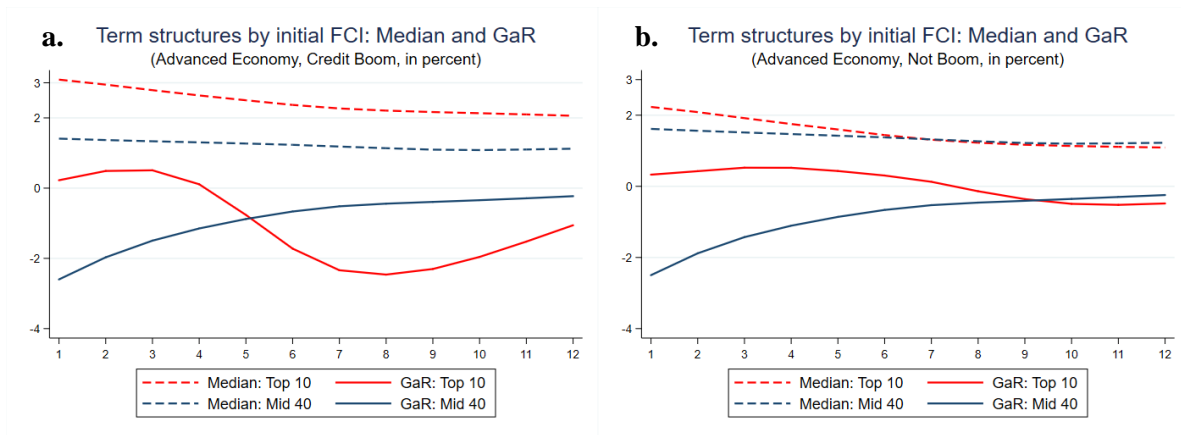 a. Term structures by initial FCI: Median and GaR
(Advanced Economy, Credit Boom, in percent)
3
2
0
-2
-4
1 2 3 4 5 6 7 8 9 10 11 12
Median: Top 10 GaR: Top 10
Median: Mid 40 GaR: Mid 40
b. Term structures by initial FCI: Median and GaR
(Advanced Economy, Not Boom, in percent)
3
2
0
-2
-4
1 2 3 4 5 6 7 8 9 10 11 12
Median: Top 10 GaR: Top 10
Median: Mid 40 GaR: Mid 40